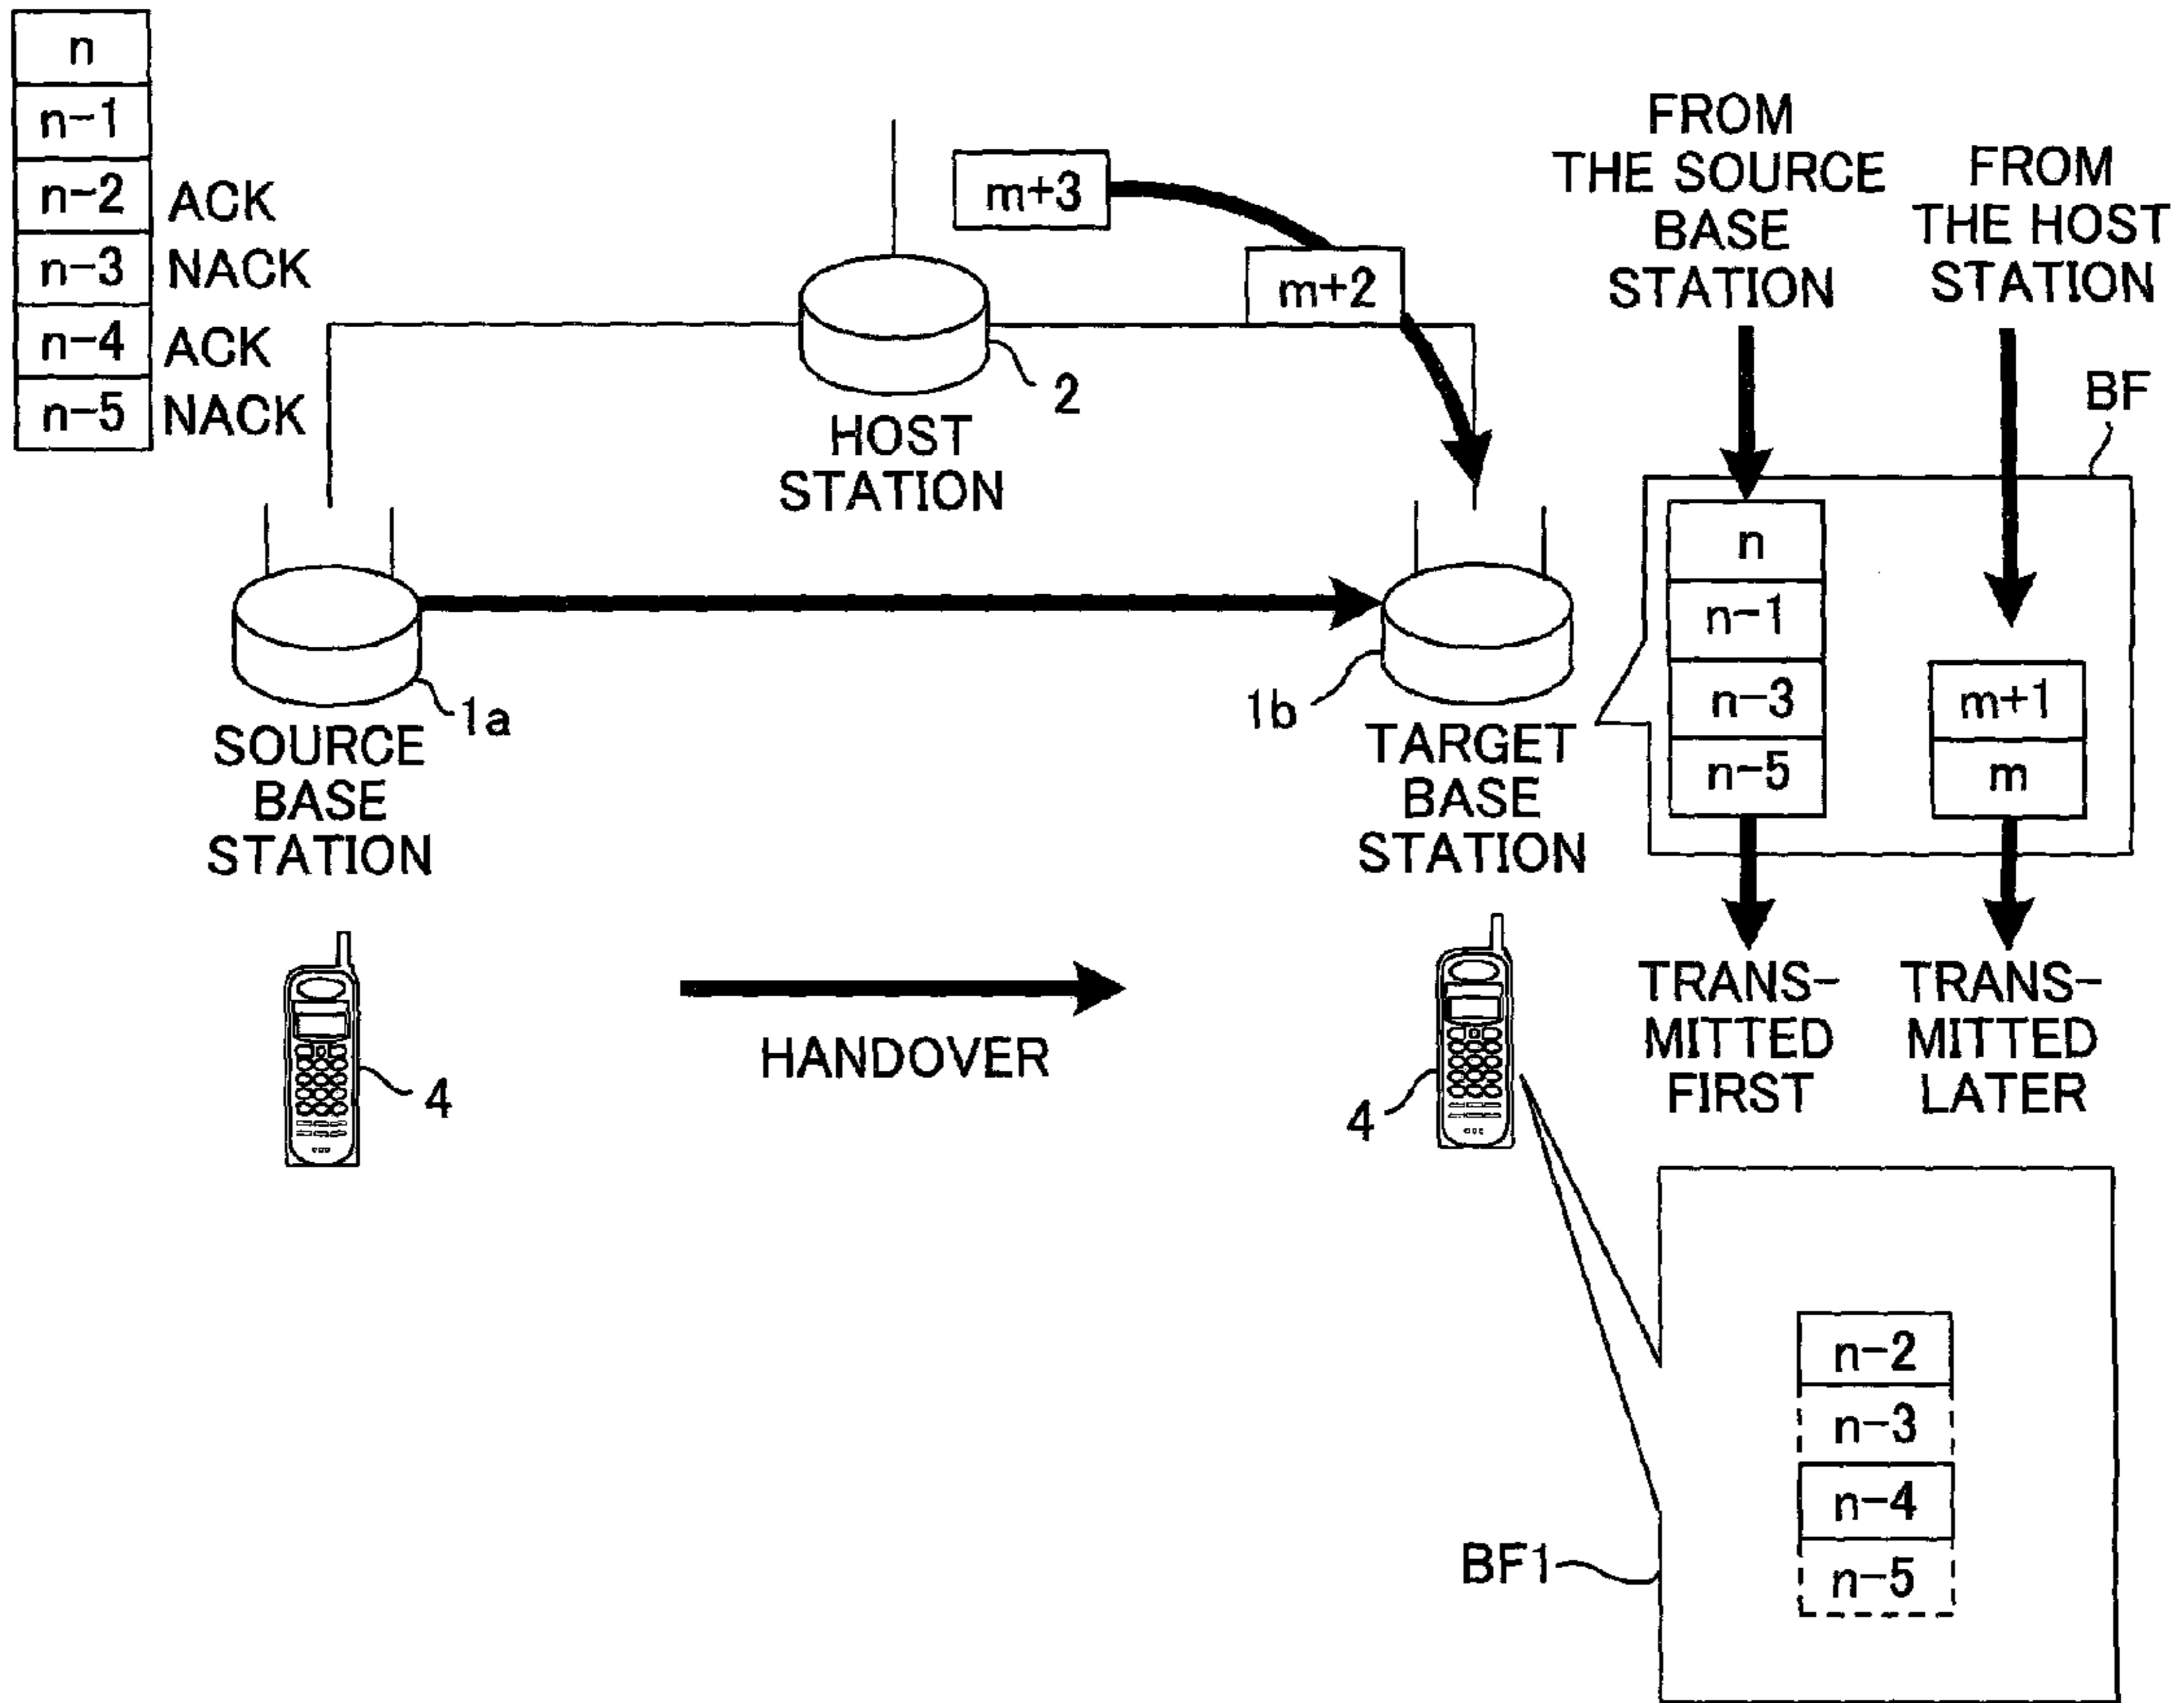 n
n-1
n-2 ACK
n-3 NACK
n-4 ACK
n-5 NACK
m+3
m+2
2
HOST
STATION
FROM
THE SOURCE
BASE
STATION
FROM
THE HOST
STATION
BF
n
n-1
n-3
n-5
m+1
m
1a
SOURCE
BASE
STATION
1b
TARGET
BASE
STATION
TRANS-
MITTED
FIRST
TRANS-
MITTED
LATER
4
HANDOVER
4
n-2
n-3
n-4
n-5
BF1